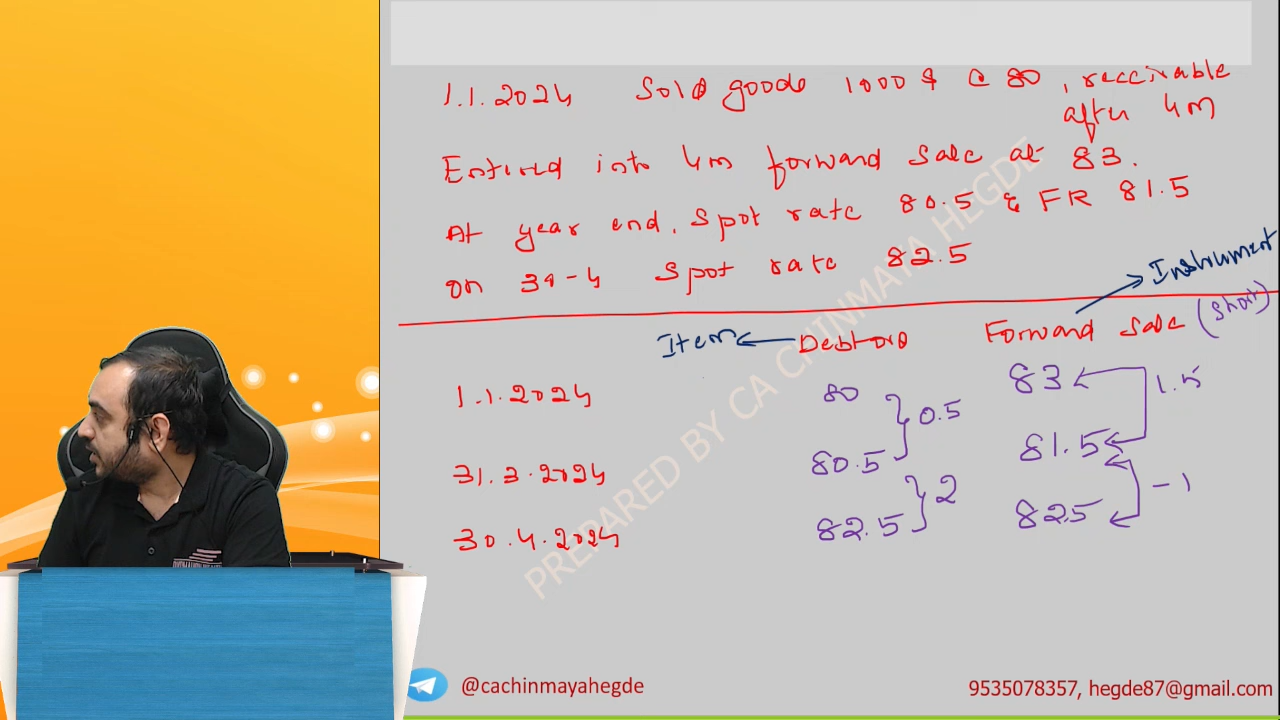 1.1.2024 Sold goods 1000 $ @ 80, receivable
after 4m
Entered into 4m forward sale at 83.
At year end, spot rate 80.5 & FR 81.5
On 30-4 spot rate 82.5
Instrument
Item Debtors Forward sale (short)
1.1.2024 80 83
0.5 1.5
31.3.2024 80.5 81.5
2 -1
30.4.2024 82.5 82.5
PREPARED BY CA CHINMAYA HEGDE
@cachinmayahegde
9535078357, hegde87@gmail.com